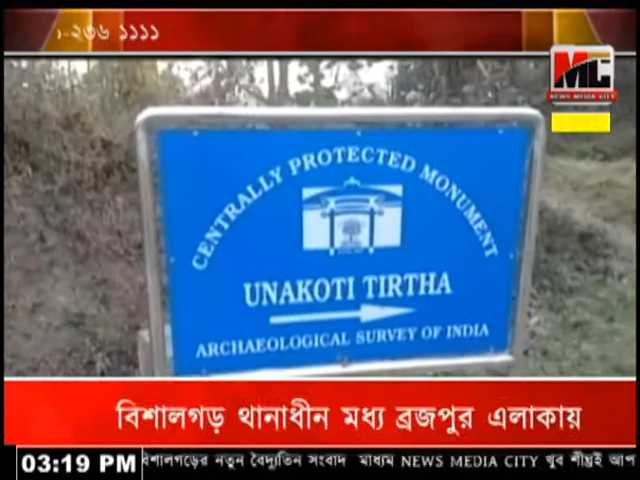 -২৩৬ ১১১১
MC
NEWS MEDIA CITY
CENTRALLY PROTECTED MONUMENT
UNAKOTI TIRTHA
ARCHAEOLOGICAL SURVEY OF INDIA
বিশালগড় থানাধীন মধ্য ব্রজপুর এলাকায়
03:19 PM বিশালগড়ের নতুন বৈদ্যুতিন সংবাদ মাধ্যম NEWS MEDIA CITY খুব শীঘ্রই আপ